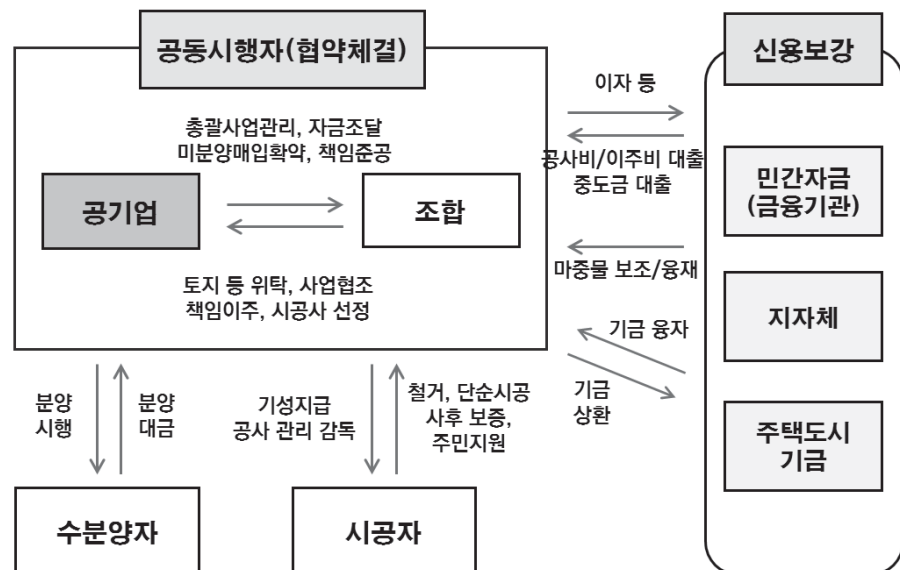 공동시행자(협약체결)
신용보강
총괄사업관리, 자금조달
미분양매입확약, 책임준공
공기업
조합
토지 등 위탁, 사업협조
책임이주, 시공사 선정
이자 등
공사비/이주비 대출
중도금 대출
마중물 보조/융재
기금 융자
기금
상환
민간자금
(금융기관)
지자체
주택도시
기금
분양
시행
분양
대금
기성지급
공사 관리 감독
철거, 단순시공
사후 보증,
주민지원
수분양자
시공자